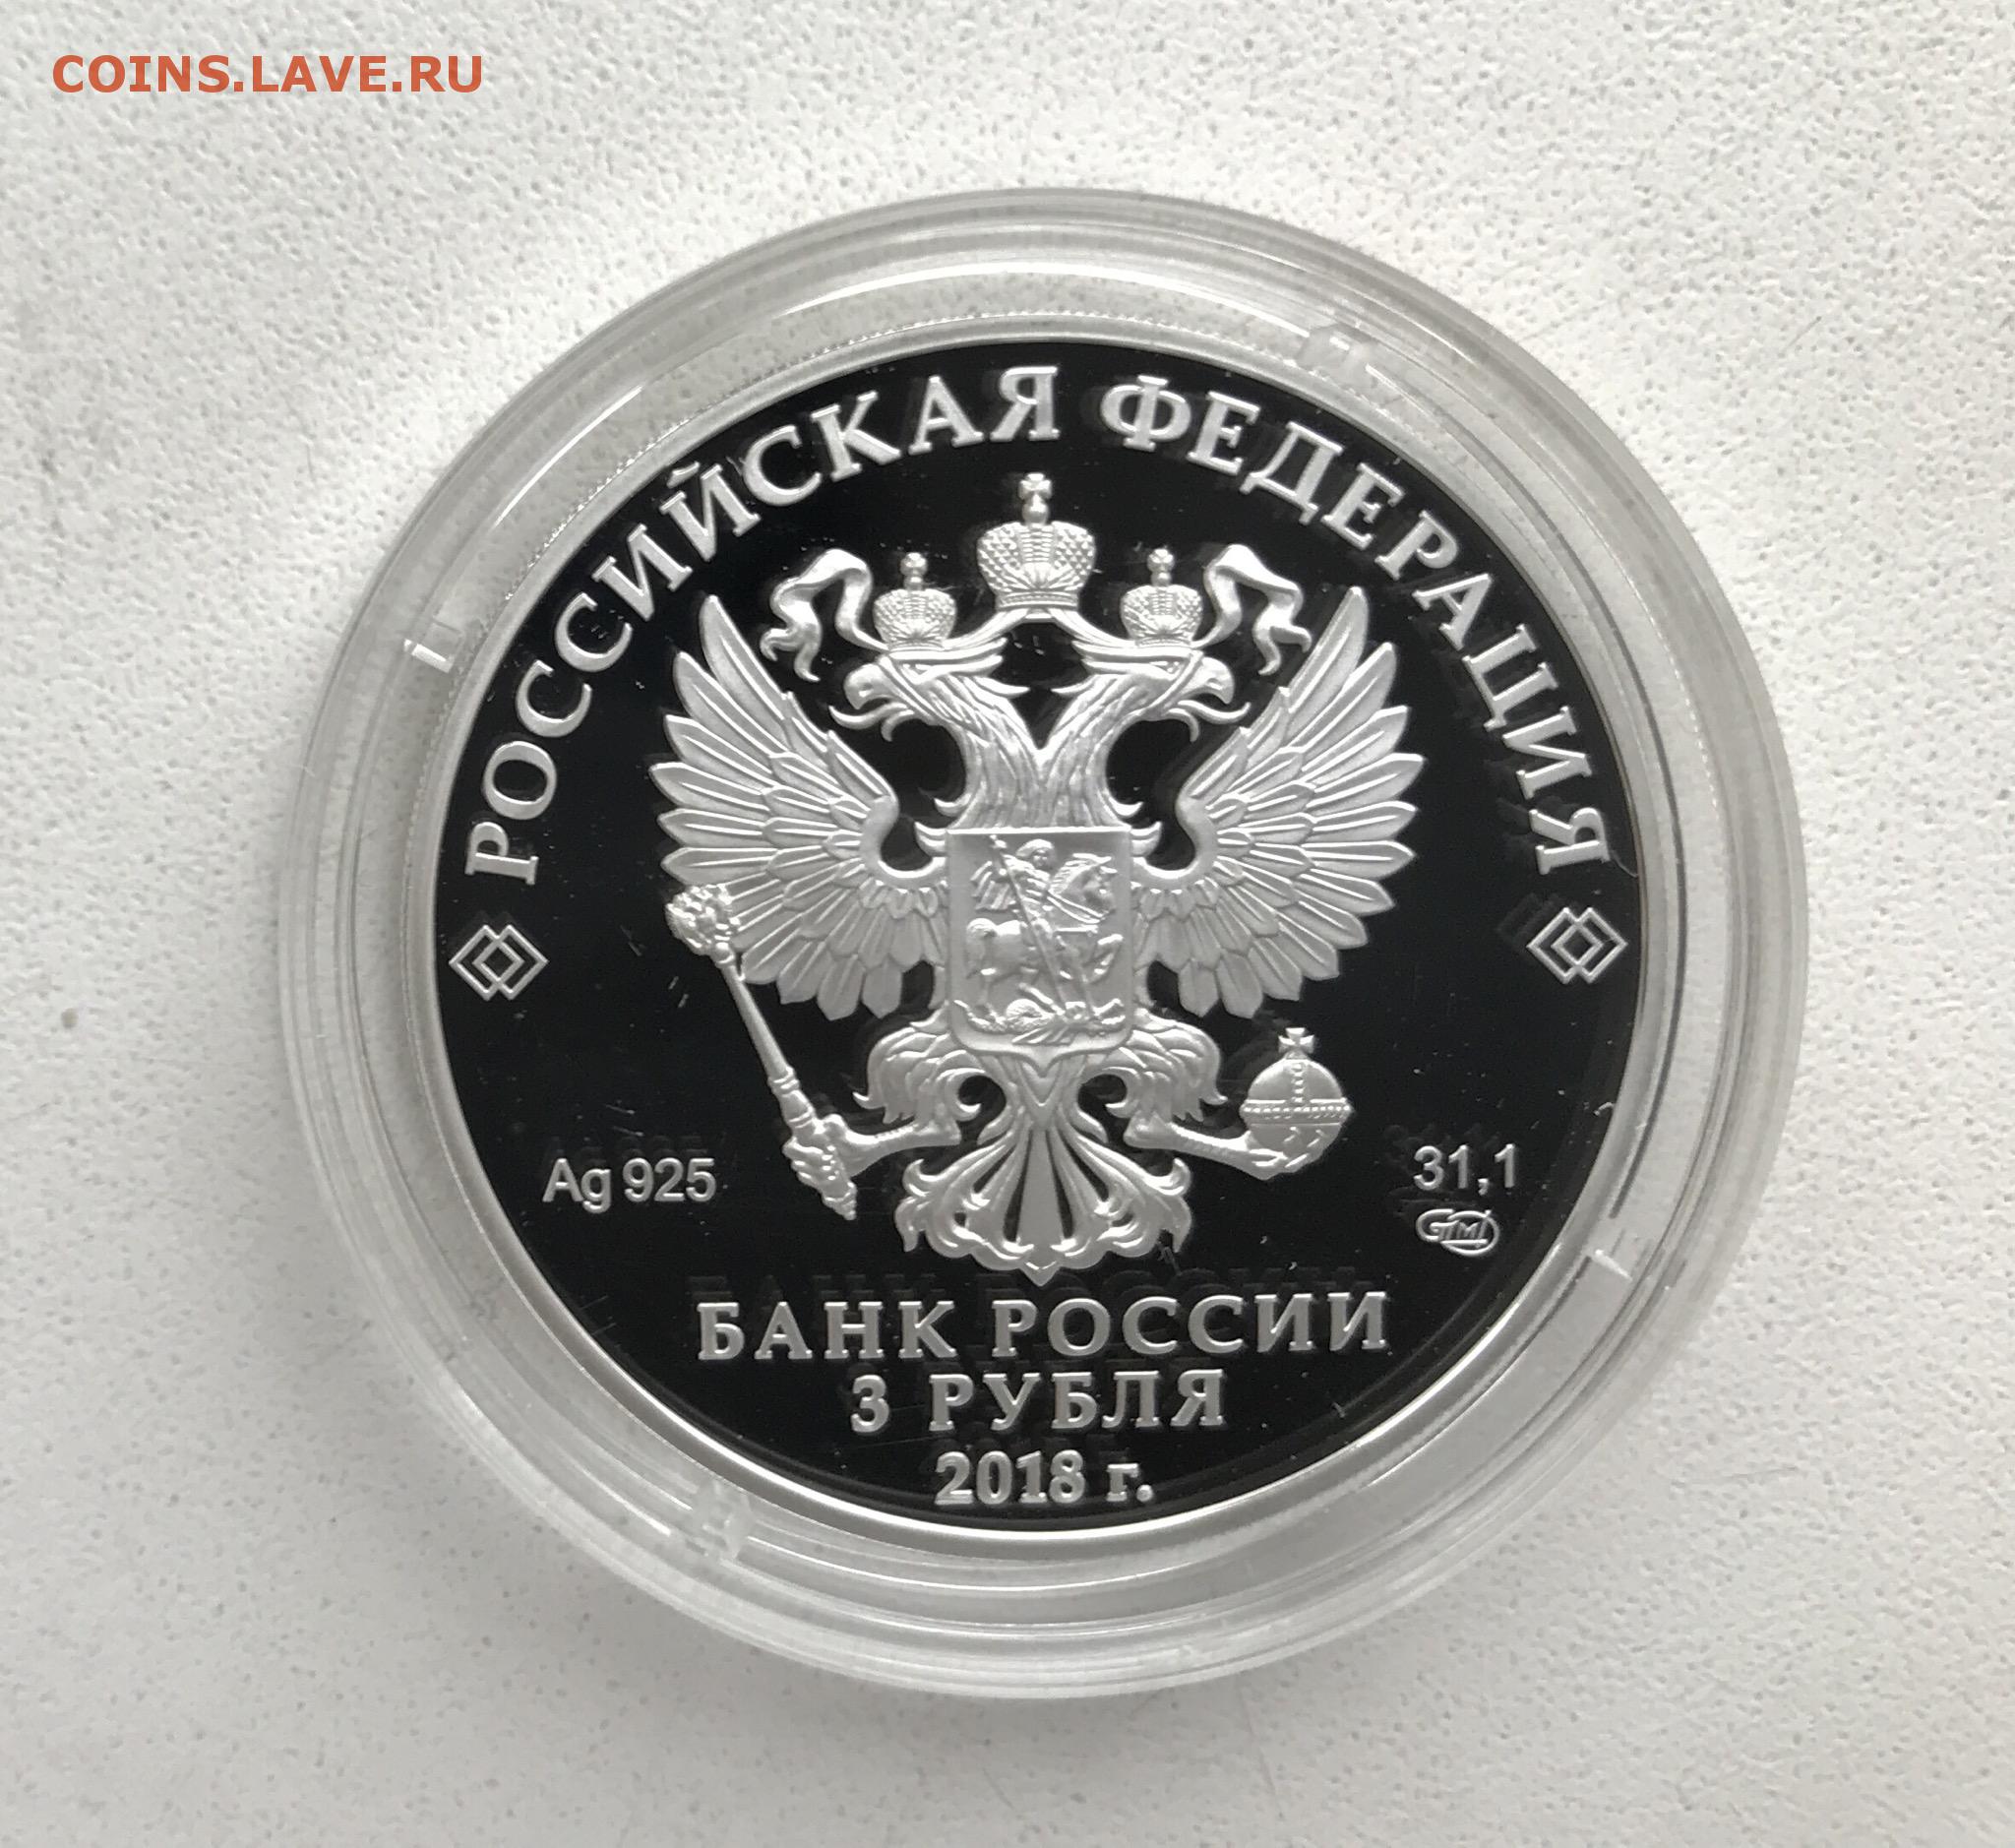 COINS.LAVE.RU
РОССИЙСКАЯ ФЕДЕРАЦИЯ
Ag 925
31,1
БАНК РОССИИ
3 РУБЛЯ
2018 г.